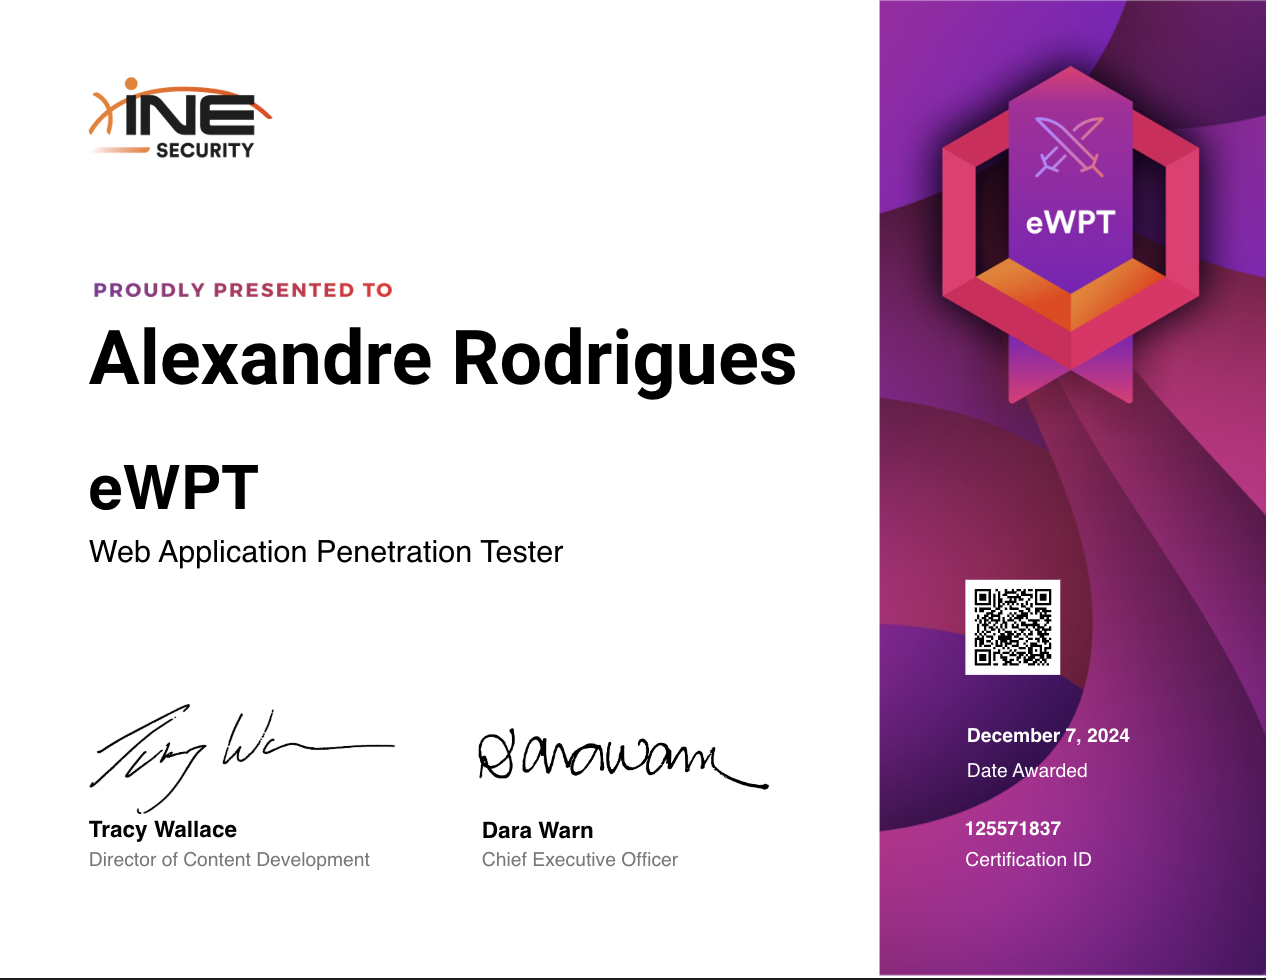 INE
SECURITY
PROUDLY PRESENTED TO
Alexandre Rodrigues
eWPT
Web Application Penetration Tester
Tracy Wallace
Director of Content Development
Dara Warn
Chief Executive Officer
eWPT
December 7, 2024
Date Awarded
125571837
Certification ID